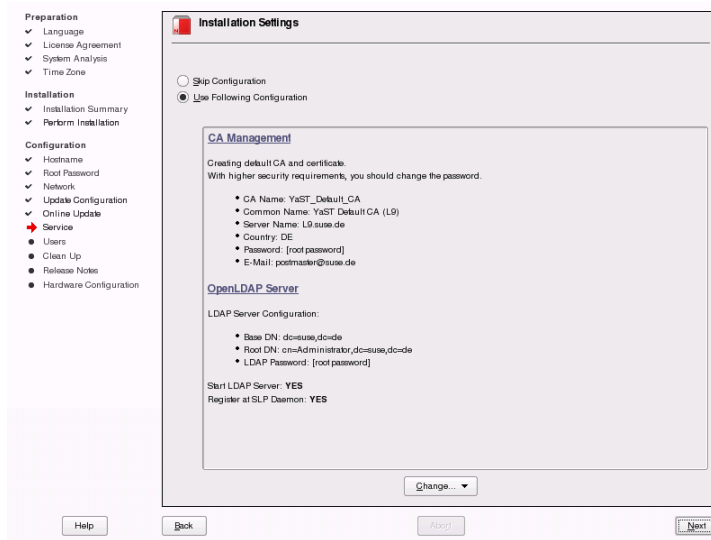 Preparation
Language
License Agreement
System Analysis
Time Zone
Installation
Installation Summary
Perform Installation
Configuration
Hostname
Root Password
Network
Update Configuration
Online Update
Service
Users
Clean Up
Release Notes
Hardware Configuration
Installation Settings
Skip Configuration
Use Following Configuration
CA Management
Creating default CA and certificate.
With higher security requirements, you should change the password.
CA Name: YaST_Default_CA
Common Name: YaST Default CA (L9)
Server Name: L9.suse.de
Country: DE
Password: [root password]
E-Mail: postmaster@suse.de
OpenLDAP Server
LDAP Server Configuration:
Base DN: dc=suse,dc=de
Root DN: cn=Administrator,dc=suse,dc=de
LDAP Password: [root password]
Start LDAP Server: YES
Register at SLP Daemon: YES
Change...
Help
Back
Abort
Next